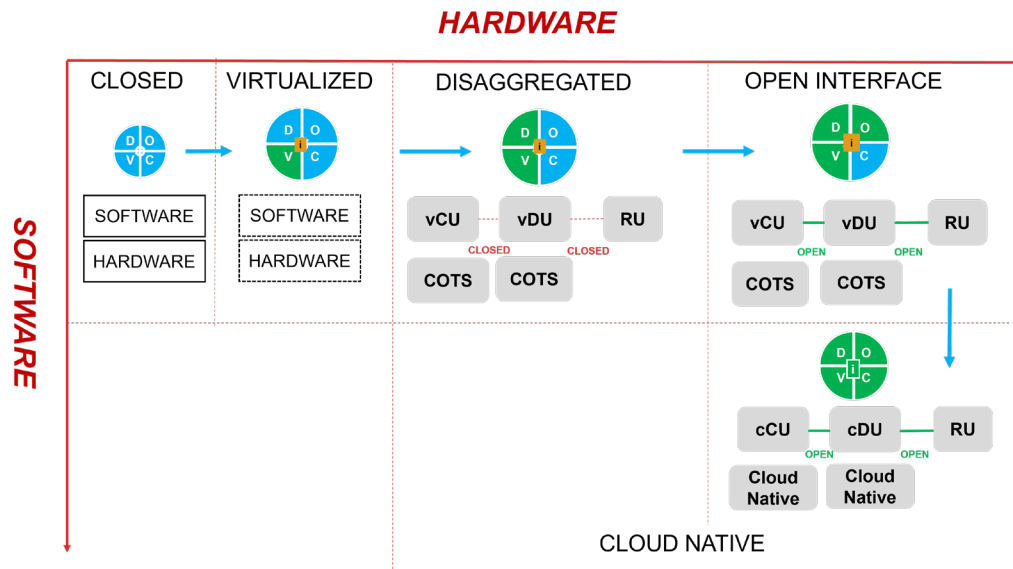 HARDWARE
SOFTWARE
CLOSED
VIRTUALIZED
DISAGGREGATED
OPEN INTERFACE
D O
V C
D O
i
V C
D O
i
V C
D O
i
V C
SOFTWARE
HARDWARE
SOFTWARE
HARDWARE
vCU vDU RU
CLOSED CLOSED
COTS COTS
vCU vDU RU
OPEN OPEN
COTS COTS
D O
i
V C
cCU cDU RU
OPEN OPEN
Cloud
Native
Cloud
Native
CLOUD NATIVE